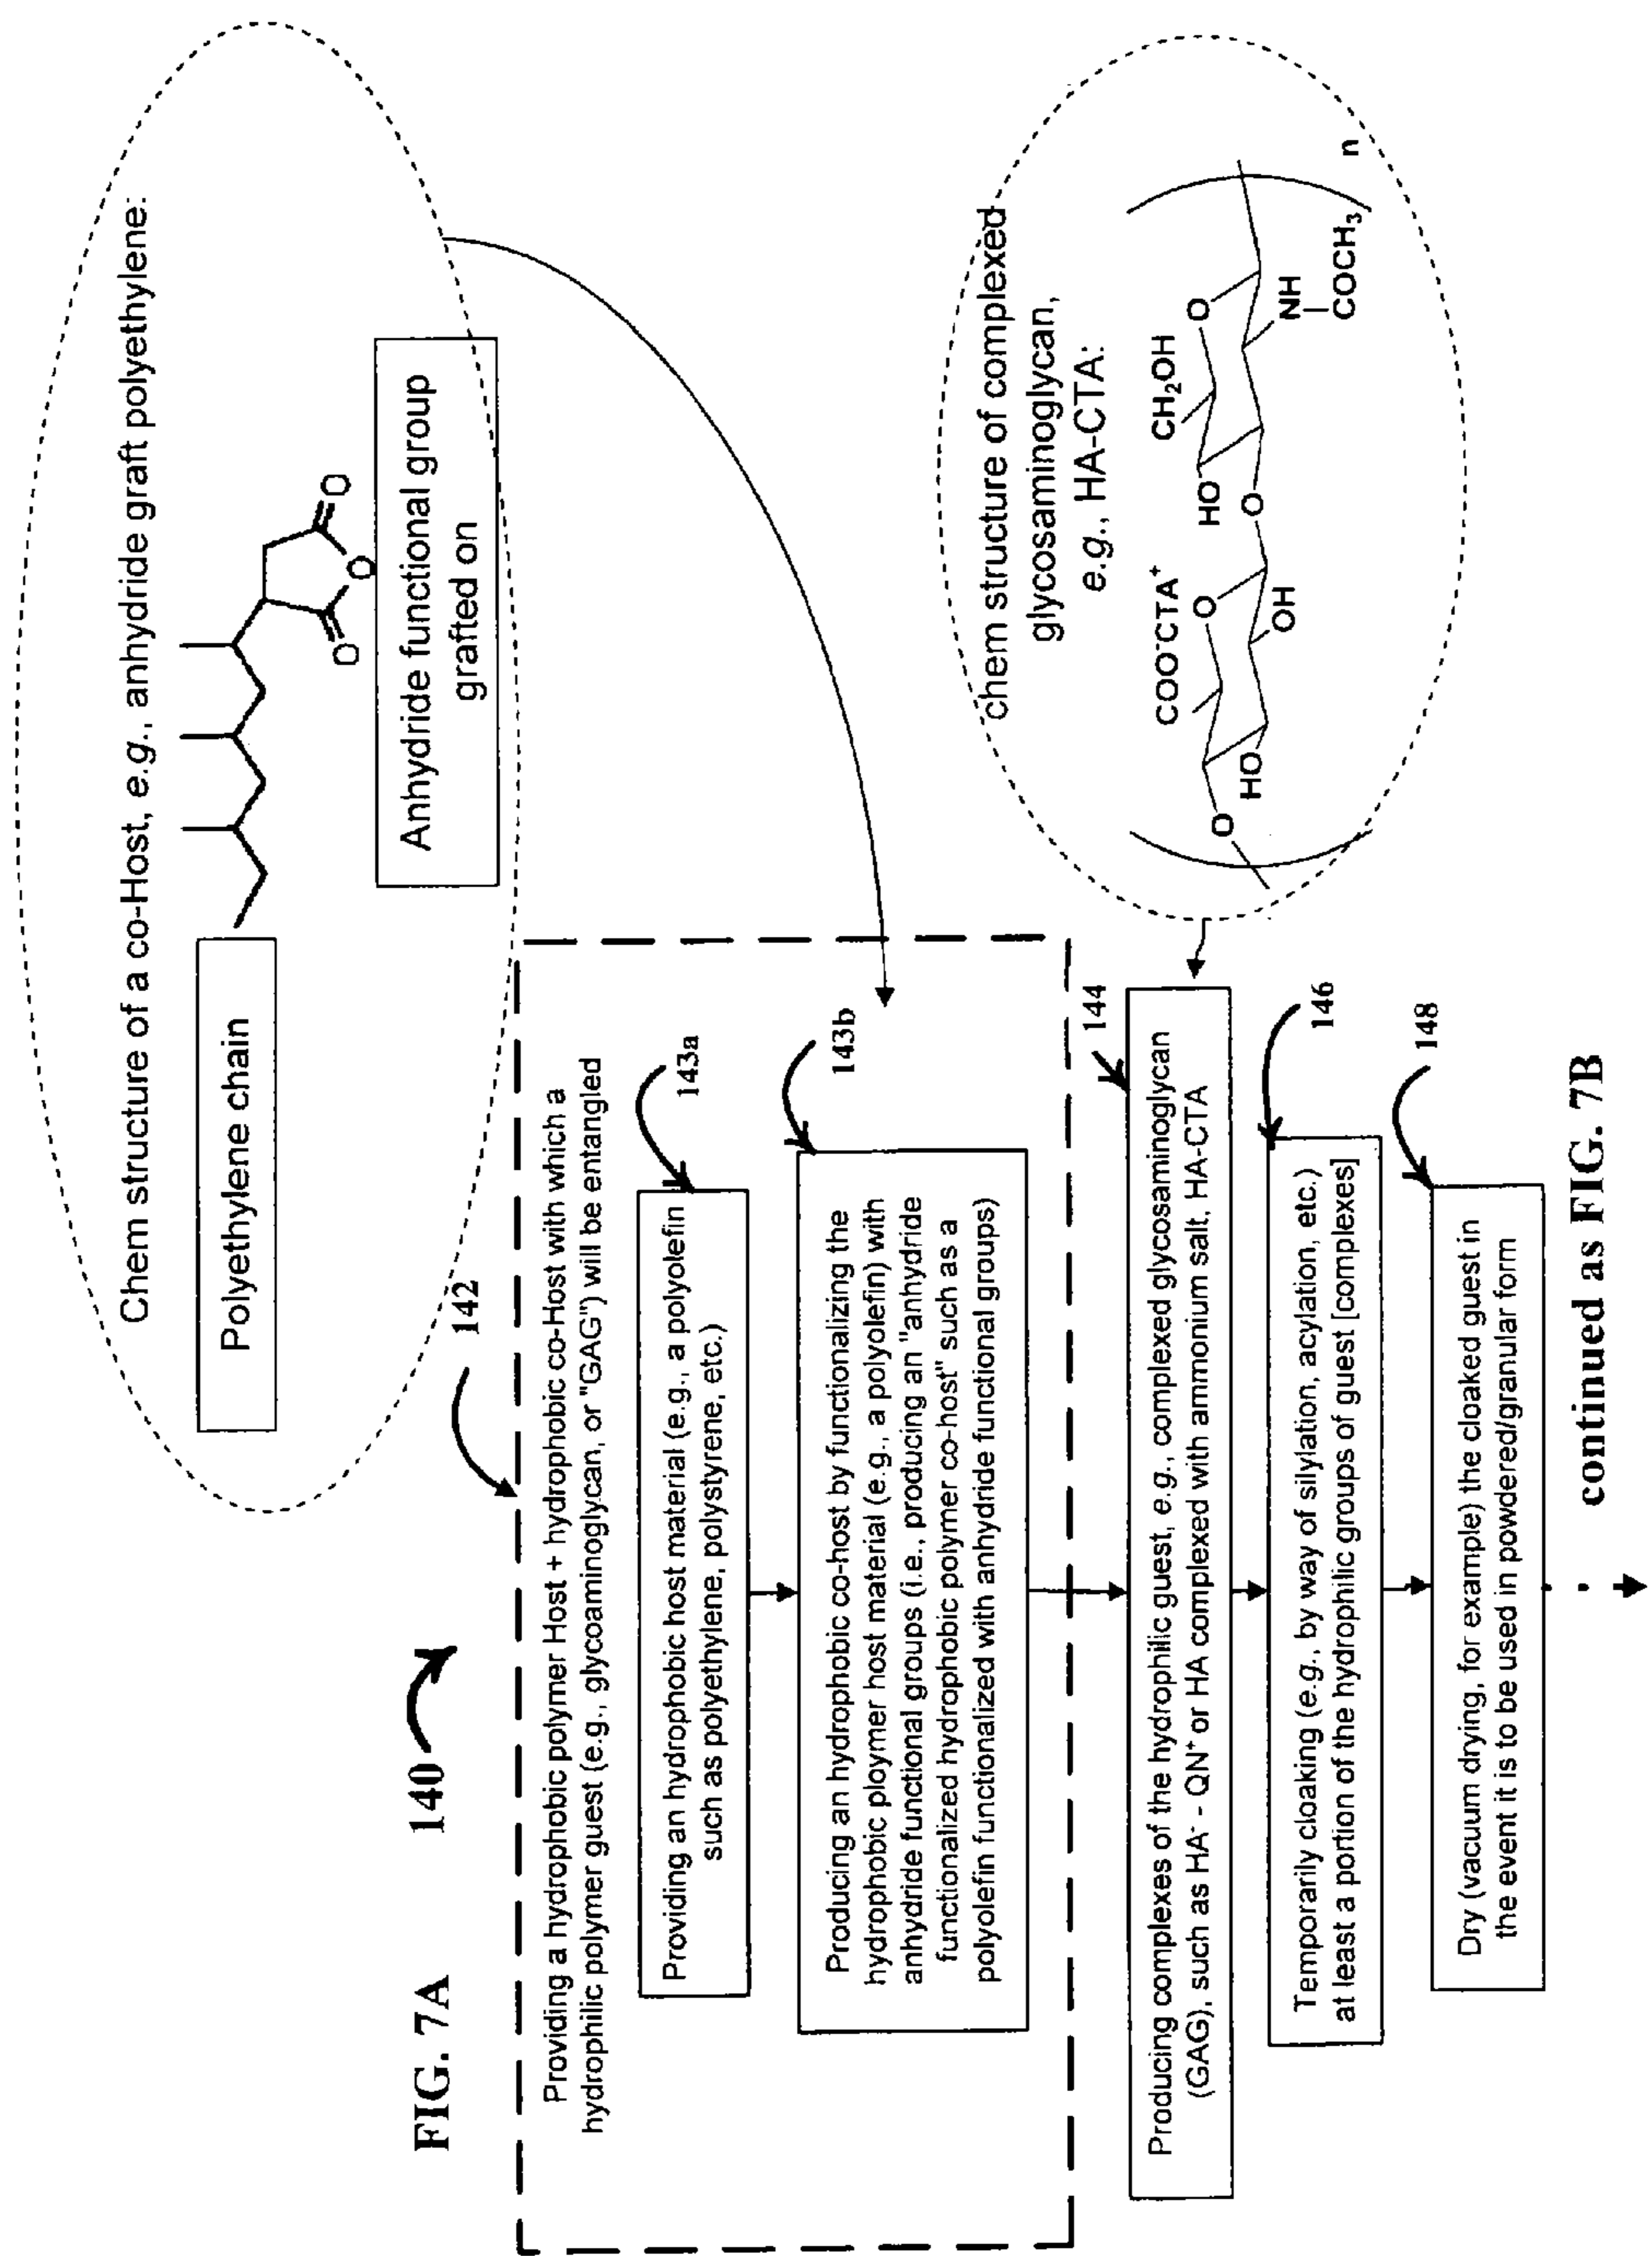 Chem structure of a co-Host, e.g., anhydride graft polyethylene:
Polyethylene chain
O
O
O
Anhydride functional group
grafted on
FIG. 7A
140
142
Providing a hydrophobic polymer Host + hydrophobic co-Host with which a
hydrophilic polymer guest (e.g., glycoaminoglycan, or "GAG") will be entangled
143a
Providing an hydrophobic host material (e.g., a polyolefin
such as polyethylene, polystyrene, etc.)
143b
Producing an hydrophobic co-host by functionalizing the
hydrophobic ploymer host material (e.g., a polyolefin) with
anhydride functional groups (i.e., producing an "anhydride
functionalized hydrophobic polymer co-host" such as a
polyolefin functionalized with anhydride functional groups)
chem structure of complexed
glycosaminoglycan,
e.g., HA-CTA:
COO⁻CTA⁺
CH₂OH
O
O
HO
O
HO
O
OH
NH
COCH₃
n
144
Producing complexes of the hydrophilic guest, e.g., complexed glycosaminoglycan
(GAG), such as HA⁻ - QN⁺ or HA complexed with ammonium salt, HA-CTA
146
Temporarily cloaking (e.g., by way of silylation, acylation, etc.)
at least a portion of the hydrophilic groups of guest [complexes]
148
Dry (vacuum drying, for example) the cloaked guest in
the event it is to be used in powdered/granular form
continued as FIG. 7B